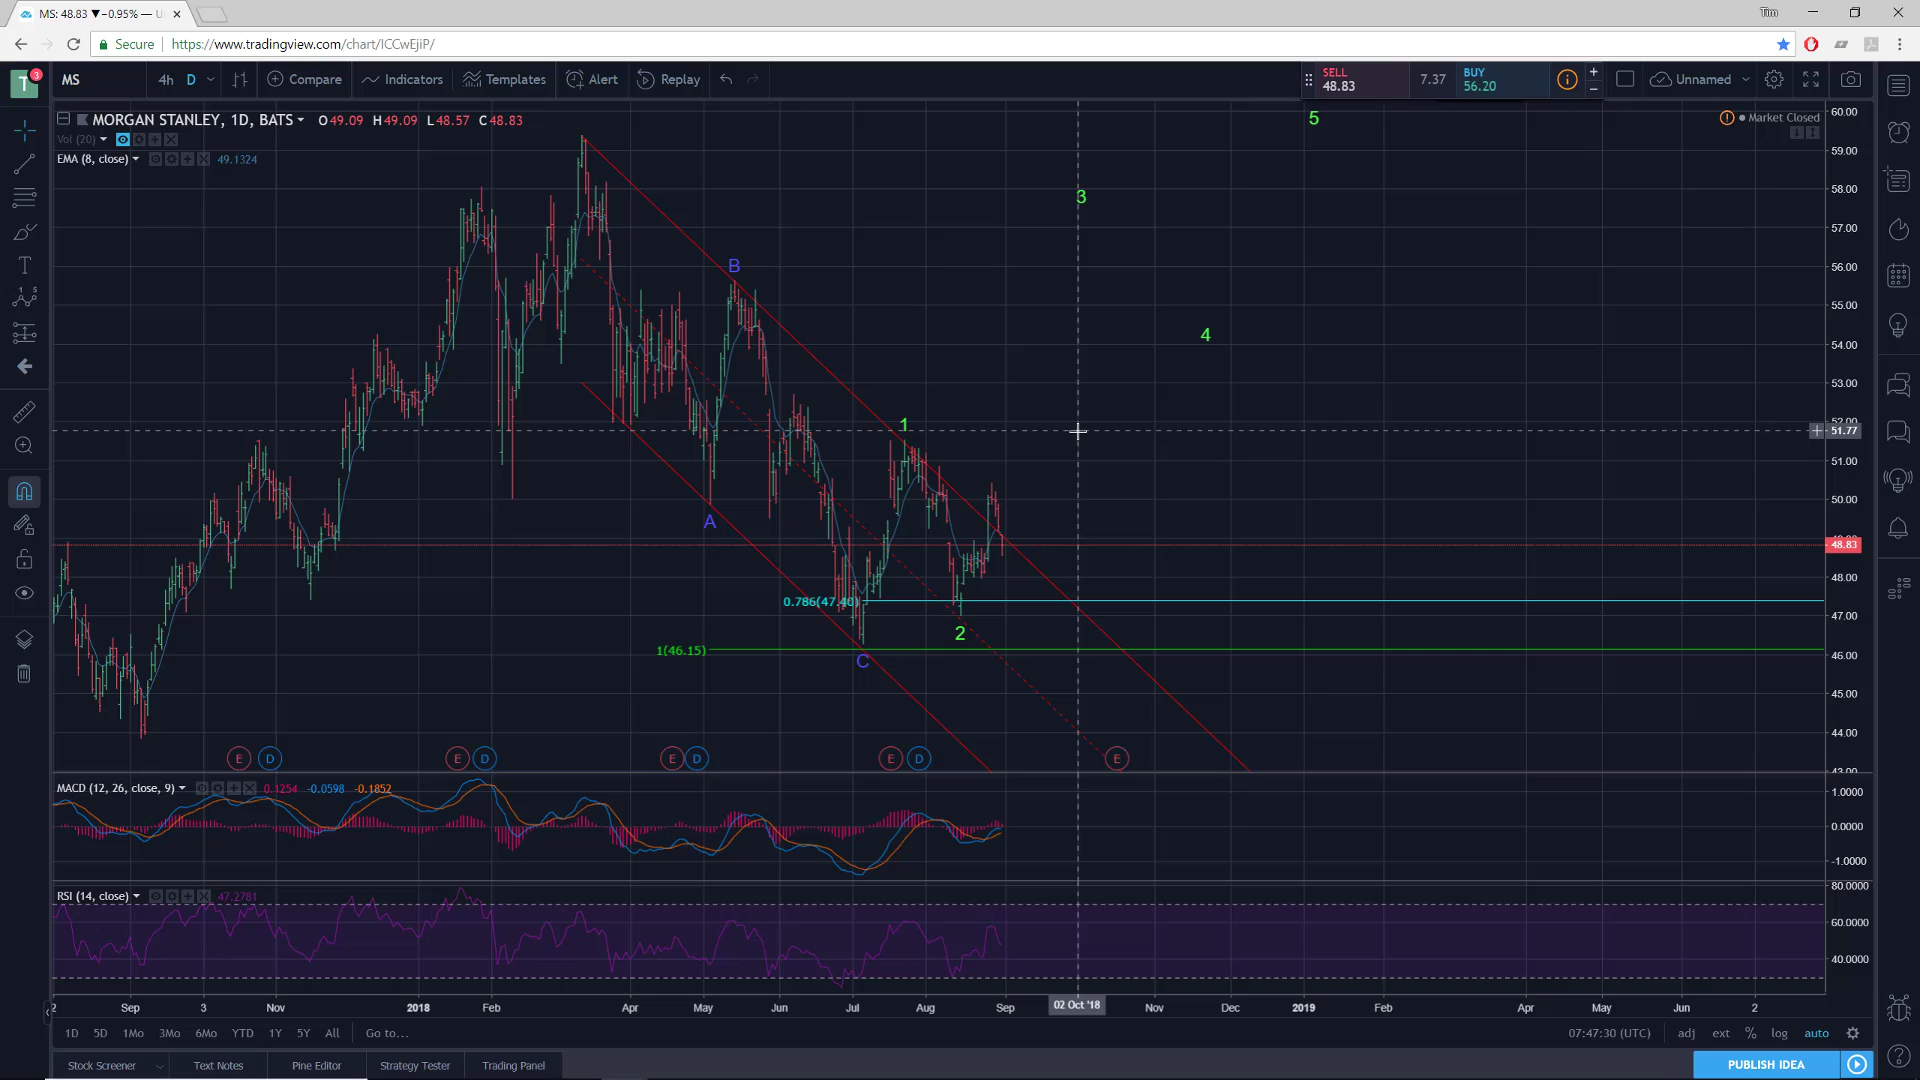 MS: 48.83 ▼−0.95% — U
Tim
Secure
https://www.tradingview.com/chart/ICCwEjiP/
T 3
MS
4h D
Compare
Indicators
Templates
Alert
Replay
SELL
48.83
7.37
BUY
56.20
Unnamed
MORGAN STANLEY, 1D, BATS
O49.09 H49.09 L48.57 C48.83
Market Closed
Vol (20)
EMA (8, close)
49.1324
5
3
4
B
1
A
2
C
0.786(47.40)
1(46.15)
60.00
59.00
58.00
57.00
56.00
55.00
54.00
53.00
52.00
51.77
51.00
50.00
48.83
48.00
47.00
46.00
45.00
44.00
43.00
E D E D E D E D E
MACD (12, 26, close, 9)
0.1254 -0.0598 -0.1852
1.0000
0.0000
-1.0000
RSI (14, close)
47.2781
80.0000
60.0000
40.0000
2 Sep 3 Nov 2018 Feb Apr May Jun Jul Aug Sep 02 Oct '18 Nov Dec 2019 Feb Apr May Jun 2
1D 5D 1Mo 3Mo 6Mo YTD 1Y 5Y All Go to...
07:47:30 (UTC) adj ext % log auto
Stock Screener
Text Notes
Pine Editor
Strategy Tester
Trading Panel
PUBLISH IDEA